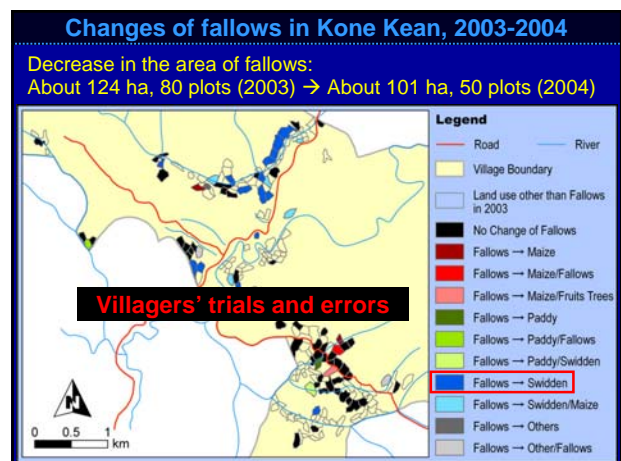 Changes of fallows in Kone Kean, 2003-2004
Decrease in the area of fallows:
About 124 ha, 80 plots (2003) → About 101 ha, 50 plots (2004)
Legend
Road
River
Village Boundary
Land use other than Fallows
in 2003
No Change of Fallows
Fallows → Maize
Fallows → Maize/Fallows
Fallows → Maize/Fruits Trees
Fallows → Paddy
Fallows → Paddy/Fallows
Fallows → Paddy/Swidden
Fallows → Swidden
Fallows → Swidden/Maize
Fallows → Others
Fallows → Other/Fallows
Villagers' trials and errors
N
0 0.5 1
km